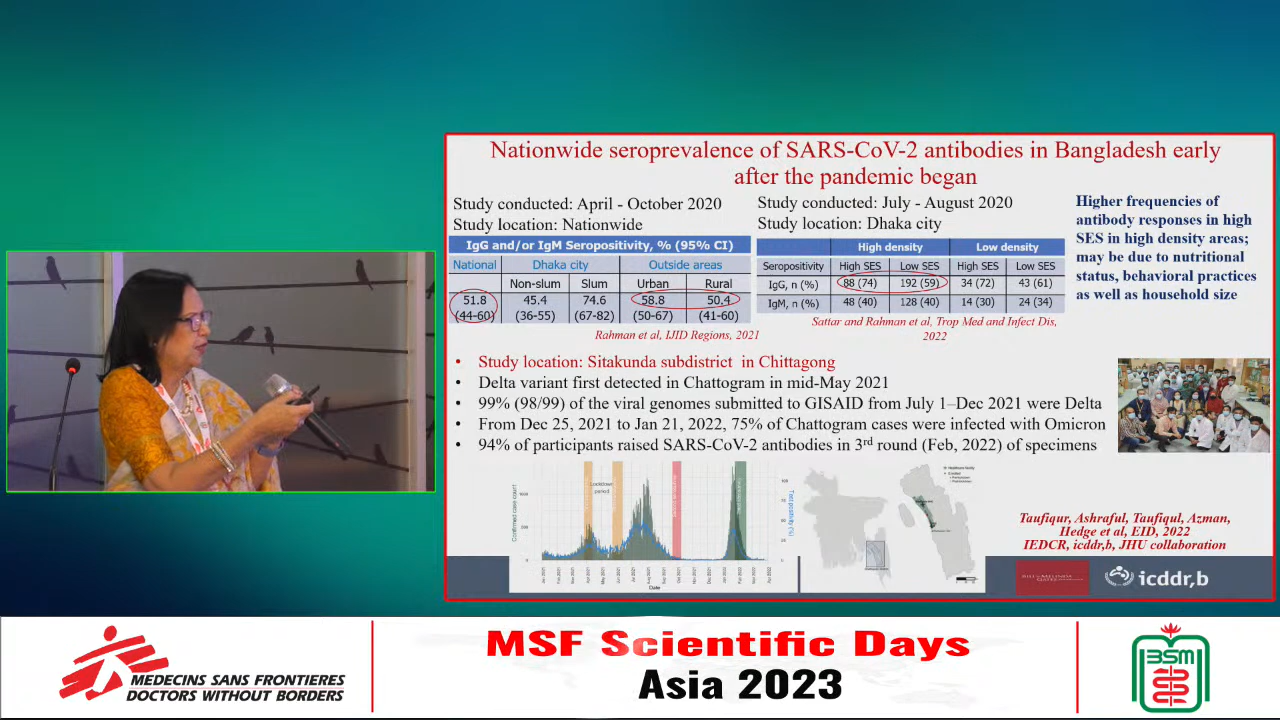 Nationwide seroprevalence of SARS-CoV-2 antibodies in Bangladesh early
after the pandemic began
Study conducted: April - October 2020
Study location: Nationwide
IgG and/or IgM Seropositivity, % (95% CI)
National Dhaka city Outside areas
Non-slum Slum Urban Rural
51.8 45.4 74.6 58.8 50.4
(44-60) (36-55) (67-82) (50-67) (41-60)
Rahman et al, IJID Regions, 2021
Study conducted: July - August 2020
Study location: Dhaka city
High density Low density
Seropositivity High SES Low SES High SES Low SES
IgG, n (%) 88 (74) 192 (59) 34 (72) 43 (61)
IgM, n (%) 48 (40) 128 (40) 14 (30) 24 (34)
Sattar and Rahman et al, Trop Med and Infect Dis,
2022
Higher frequencies of
antibody responses in high
SES in high density areas;
may be due to nutritional
status, behavioral practices
as well as household size
• Study location: Sitakunda subdistrict in Chittagong
• Delta variant first detected in Chattogram in mid-May 2021
• 99% (98/99) of the viral genomes submitted to GISAID from July 1–Dec 2021 were Delta
• From Dec 25, 2021 to Jan 21, 2022, 75% of Chattogram cases were infected with Omicron
• 94% of participants raised SARS-CoV-2 antibodies in 3rd round (Feb, 2022) of specimens
Confirmed case count
Lockdown
period
Test positivity (%)
Date
Taufiqur, Ashraful, Taufiqul, Azman,
Hedge et al, EID, 2022
IEDCR, icddr,b, JHU collaboration
icddr,b
MEDECINS SANS FRONTIERES
DOCTORS WITHOUT BORDERS
MSF Scientific Days
Asia 2023
BSM